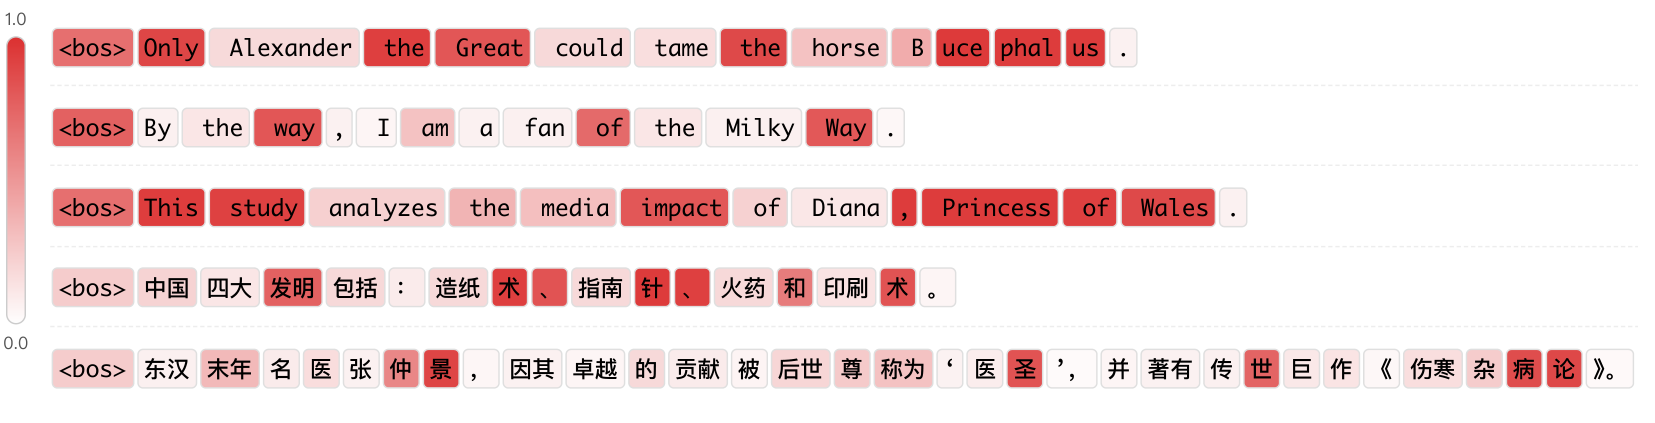 1.0
<bos> Only Alexander the Great could tame the horse B uce phal us .
<bos> By the way , I am a fan of the Milky Way .
<bos> This study analyzes the media impact of Diana , Princess of Wales .
<bos> 中国 四大 发明 包括 : 造纸 术 、 指南 针 、 火药 和 印刷 术 。
0.0
<bos> 东汉 末年 名 医 张 仲 景 , 因其 卓越 的 贡献 被 后世 尊 称为 ‘ 医 圣 ’, 并 著有 传 世 巨 作 《 伤寒 杂 病 论 》。